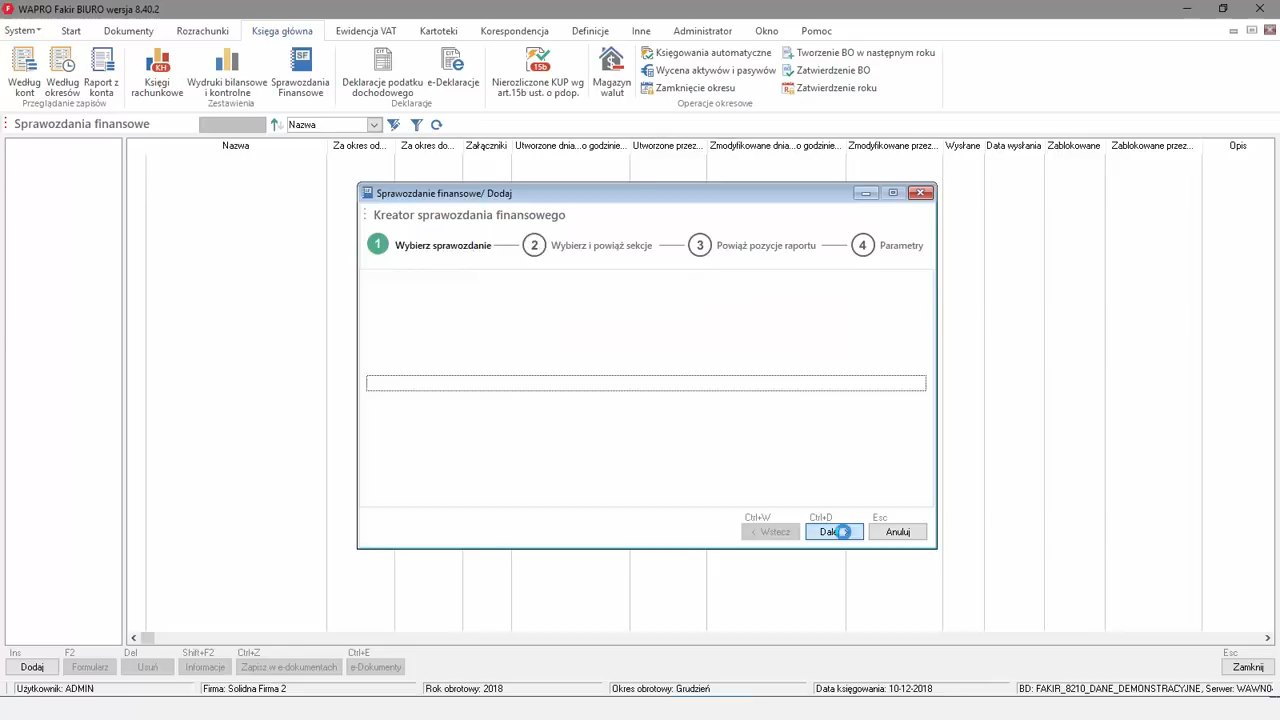 WAPRO Fakir BIURO wersja 8.40.2
System Start Dokumenty Rozrachunki Księga główna Ewidencja VAT Kartoteki Korespondencja Definicje Inne Administrator Okno Pomoc
Według kont
Według okresów
Raport z konta
Przeglądanie zapisów
KH
Księgi rachunkowe
Wydruki bilansowe i kontrolne
SF
Sprawozdania Finansowe
Zestawienia
Deklaracje podatku dochodowego
e-Deklaracje
Deklaracje
15b
Nierozliczone KUP wg art.15b ust. o pdop.
Magazyn walut
Księgowania automatyczne
Wycena aktywów i pasywów
Zamknięcie okresu
Tworzenie BO w następnym roku
Zatwierdzenie BO
Zatwierdzenie roku
Operacje okresowe
Sprawozdania finansowe
Nazwa
Nazwa Za okres od... Za okres do... Załączniki Utworzone dnia...o godzinie... Utworzone przez... Zmodyfikowane dnia...o godzinie... Zmodyfikowane przez... Wysłane Data wysłania Zablokowane Zablokowane przez... Opis
Sprawozdanie finansowe/ Dodaj
Kreator sprawozdania finansowego
1 Wybierz sprawozdanie 2 Wybierz i powiąż sekcje 3 Powiąż pozycje raportu 4 Parametry
Ctrl+W Ctrl+D Esc
< Wstecz Anuluj
Ins F2 Del Shift+F2 Ctrl+Z Ctrl+E Esc
Dodaj Formularz Usuń Informacje Zapisz w e-dokumentach e-Dokumenty Zamknij
Użytkownik: ADMIN Firma: Solidna Firma 2 Rok obrotowy: 2018 Okres obrotowy: Grudzień Data księgowania: 10-12-2018 BD: FAKIR_8210_DANE_DEMONSTRACYJNE, Serwer: WAWN0